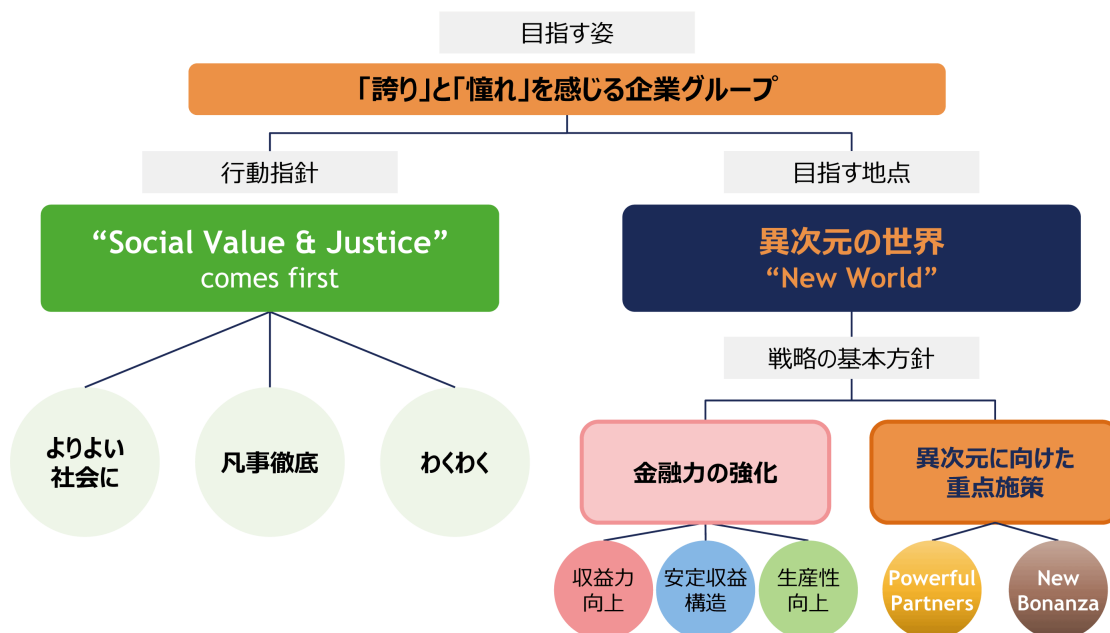 目指す姿
「誇り」と「憧れ」を感じる企業グループ
行動指針
“Social Value & Justice”
comes first
よりよい
社会に
凡事徹底
わくわく
目指す地点
異次元の世界
“New World”
戦略の基本方針
金融力の強化
収益力
向上
安定収益
構造
生産性
向上
異次元に向けた
重点施策
Powerful
Partners
New
Bonanza